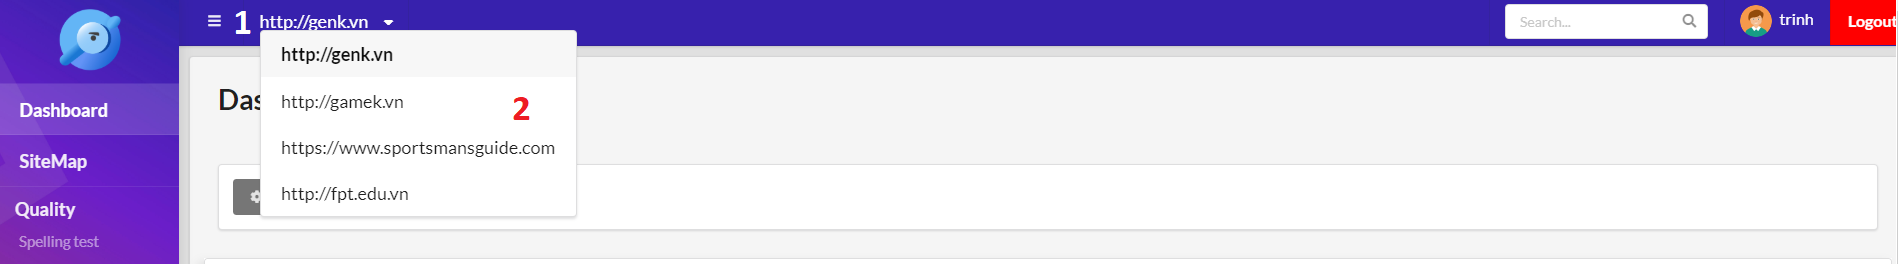 1 http://genk.vn
Search...
trinh
Logout
http://genk.vn
http://gamek.vn
2
https://www.sportsmansguide.com
http://fpt.edu.vn
Das
Dashboard
SiteMap
Quality
Spelling test